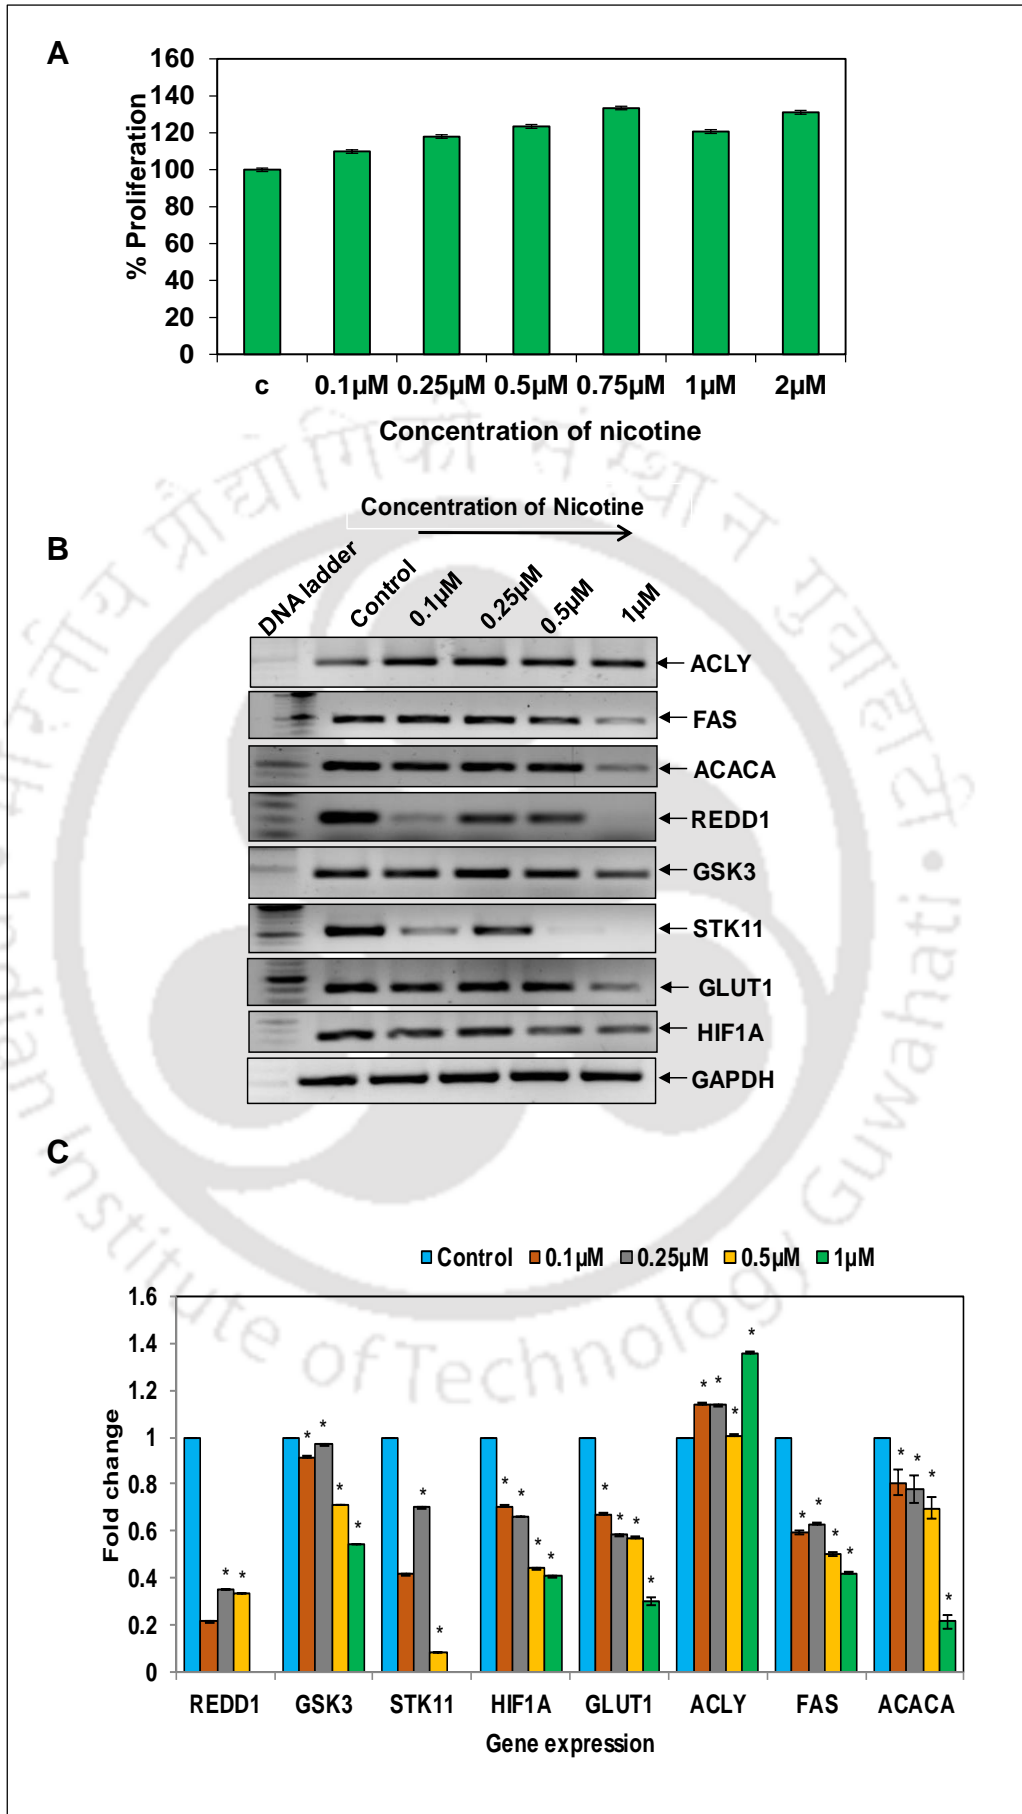 A
160
140
120
100
80
60
40
20
0
% Proliferation
c 0.1µM 0.25µM 0.5µM 0.75µM 1µM 2µM
Concentration of nicotine
B
Concentration of Nicotine
DNA ladder Control 0.1µM 0.25µM 0.5µM 1µM
ACLY
FAS
ACACA
REDD1
GSK3
STK11
GLUT1
HIF1A
GAPDH
C
Control 0.1µM 0.25µM 0.5µM 1µM
1.6
1.4
1.2
1
0.8
0.6
0.4
0.2
0
Fold change
* * * * * * * * * * * * * * * * * * * * * * * * * * * * *
REDD1 GSK3 STK11 HIF1A GLUT1 ACLY FAS ACACA
Gene expression
Indian Institute of Technology Guwahati